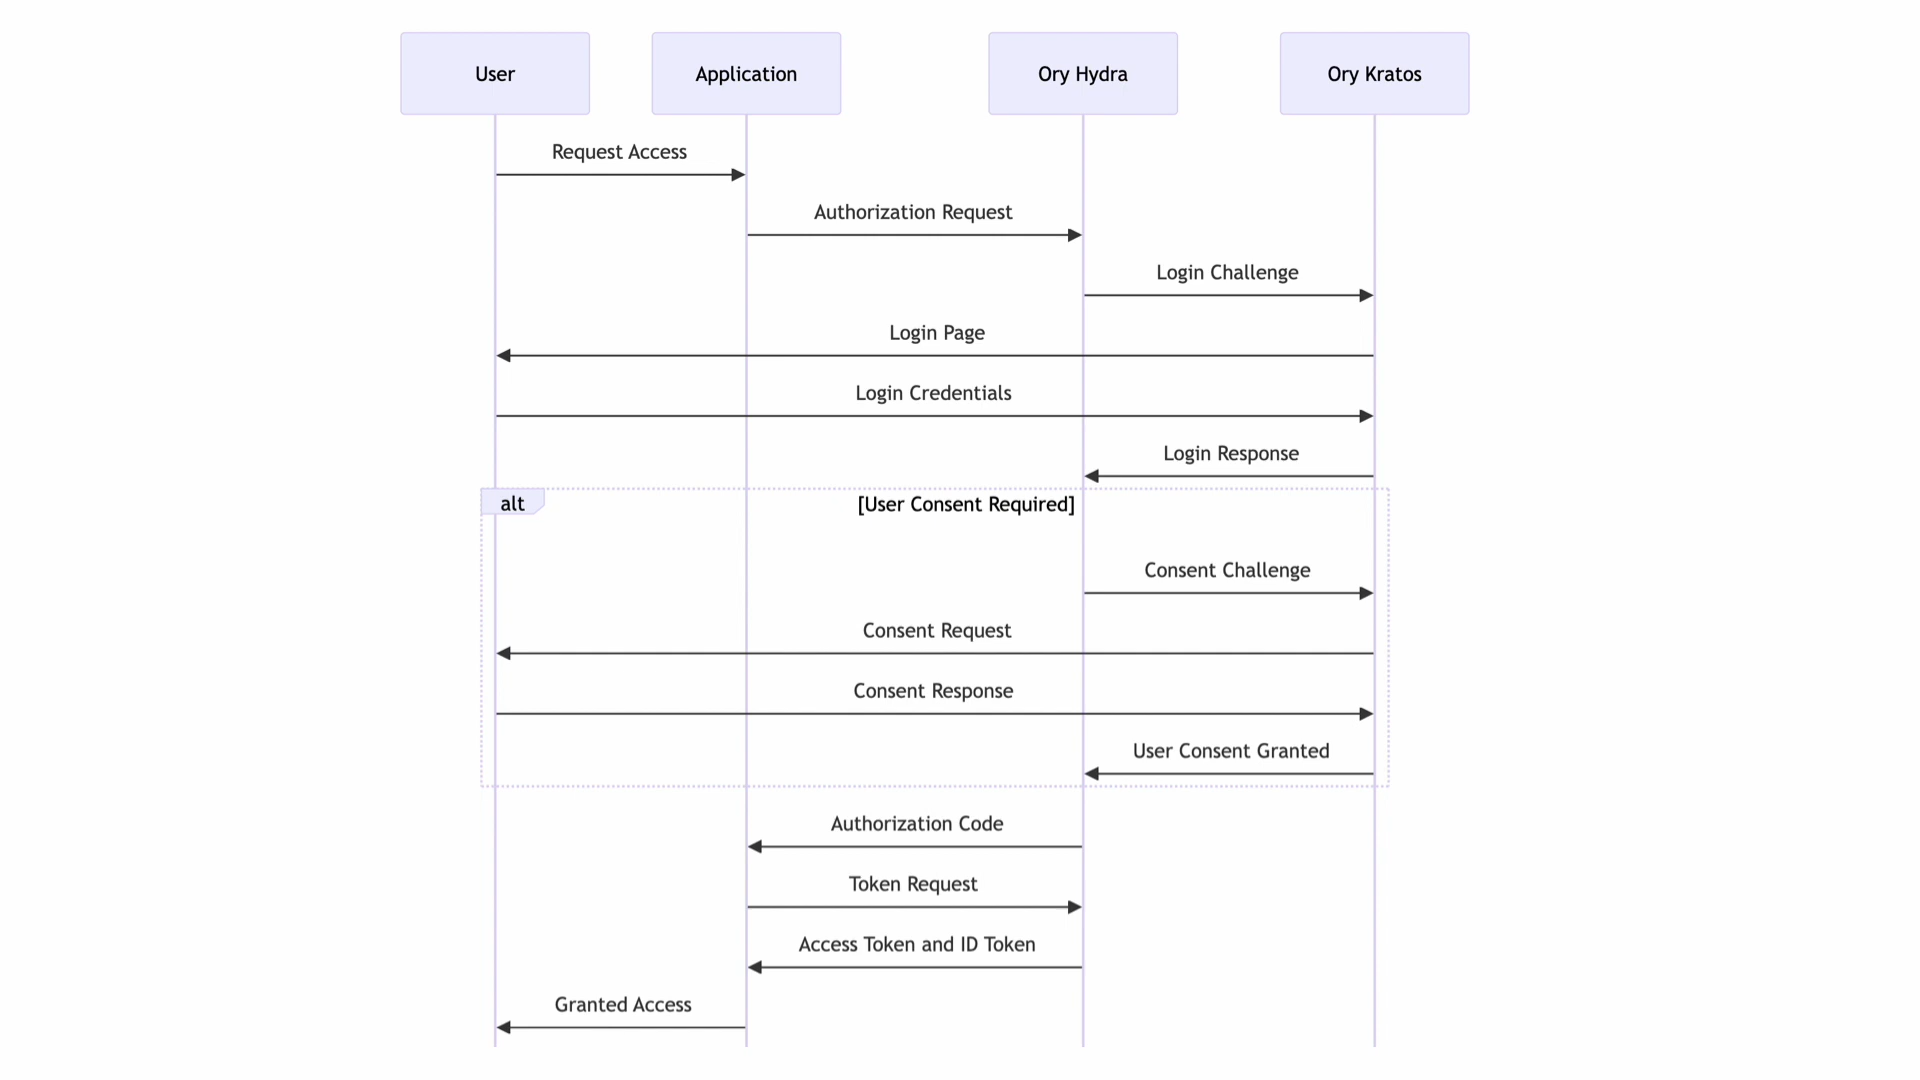 User
Application
Ory Hydra
Ory Kratos
Request Access
Authorization Request
Login Challenge
Login Page
Login Credentials
Login Response
alt
[User Consent Required]
Consent Challenge
Consent Request
Consent Response
User Consent Granted
Authorization Code
Token Request
Access Token and ID Token
Granted Access